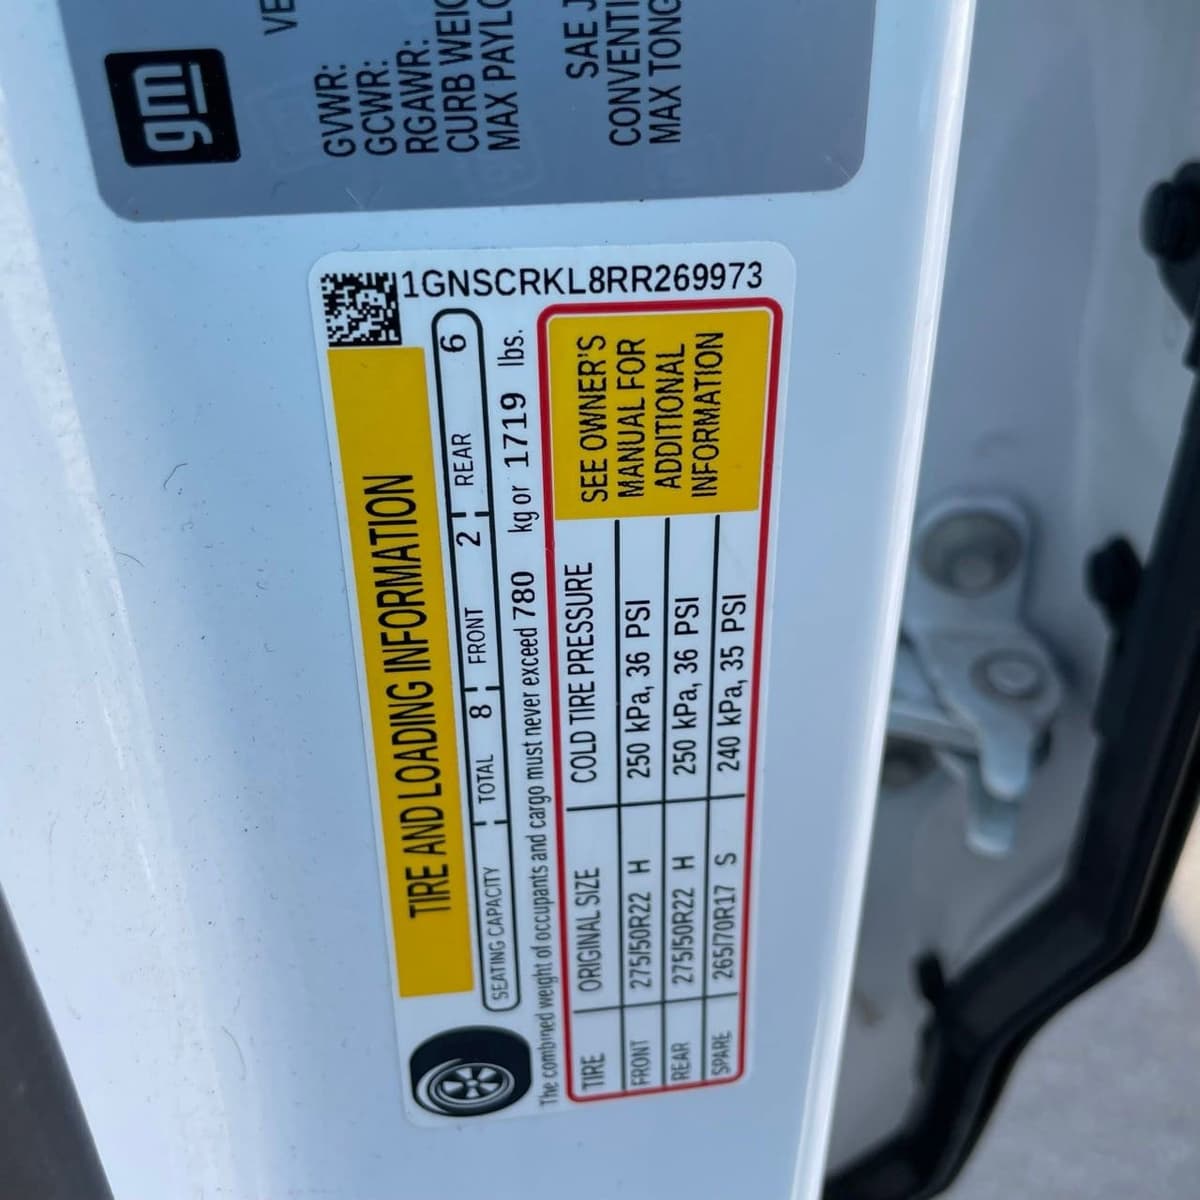 gm
GVWR:
GCWR:
RGAWR:
CURB
MAX
SAE
MAX
1GNSCRKL8RR269973
TIRE AND LOADING INFORMATION
SEATING CAPACITY TOTAL 8 FRONT 2 REAR 6
The combined weight of occupants and cargo must never exceed 780 kg or 1719 lbs.
TIRE ORIGINAL SIZE COLD TIRE PRESSURE
FRONT 275/50R22 H 250 kPa, 36 PSI
REAR 275/50R22 H 250 kPa, 36 PSI
SPARE 265/70R17 S 240 kPa, 35 PSI
SEE OWNER'S
MANUAL FOR
ADDITIONAL
INFORMATION